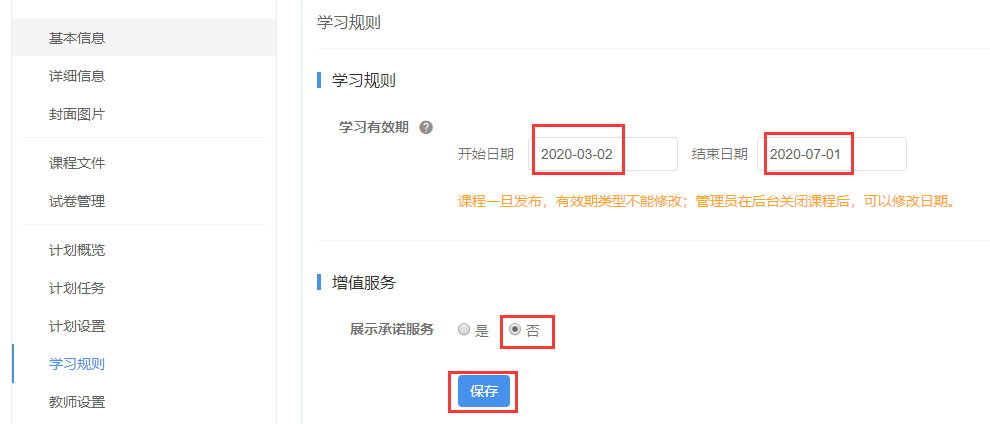 基本信息
详细信息
封面图片
课程文件
试卷管理
计划概览
计划任务
计划设置
学习规则
教师设置
学习规则
学习规则
学习有效期 ?
开始日期 2020-03-02 结束日期 2020-07-01
课程一旦发布，有效期类型不能修改；管理员在后台关闭课程后，可以修改日期。
增值服务
展示承诺服务 是 否
保存